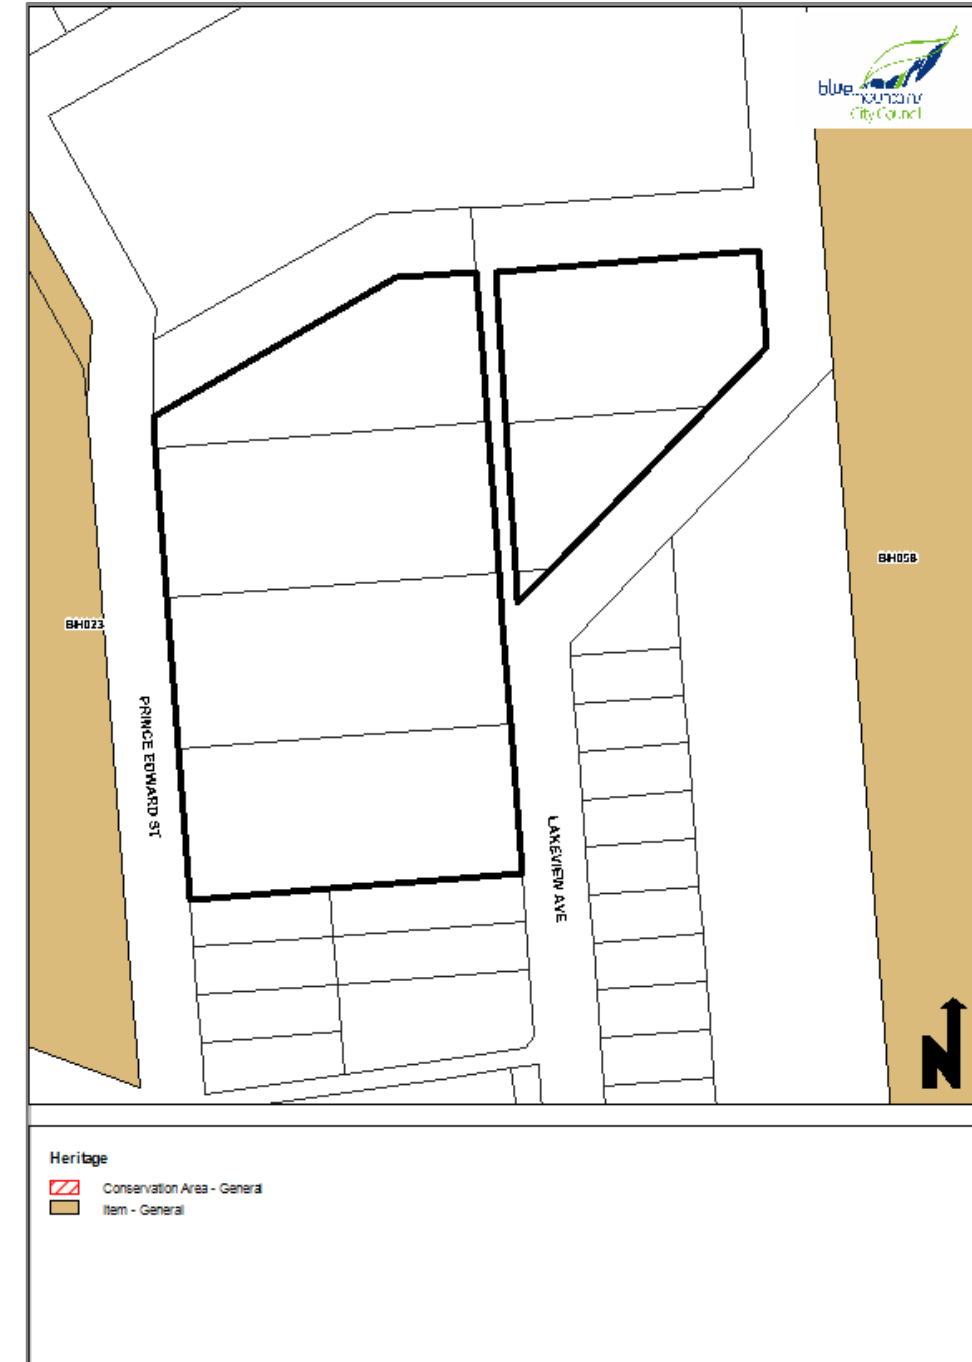 blue
mountains
City Council
BH058
BH023
PRINCE EDWARD ST
LAKEVIEW AVE
N
Heritage
Conservation Area - General
Item - General